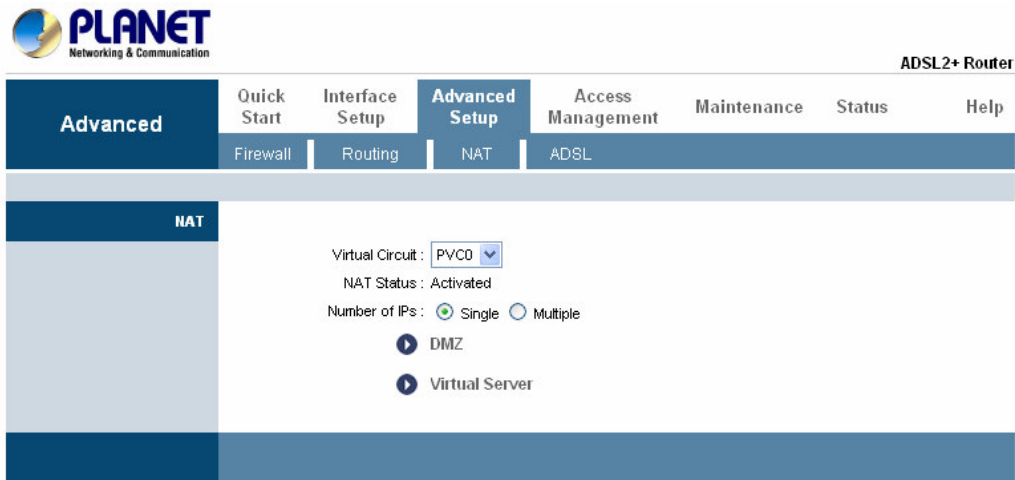 PLANET
Networking & Communication
ADSL2+ Router
Advanced
Quick Start
Interface Setup
Advanced Setup
Access Management
Maintenance
Status
Help
Firewall
Routing
NAT
ADSL
NAT
Virtual Circuit : PVC0
NAT Status : Activated
Number of IPs : Single Multiple
DMZ
Virtual Server